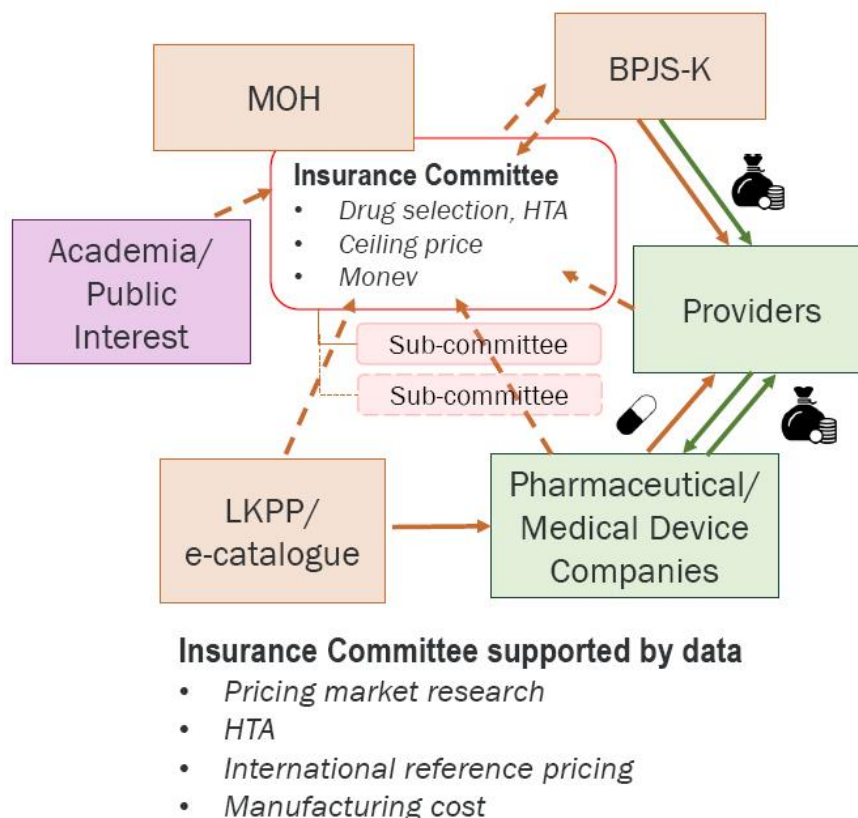 MOH
BPJS-K
Insurance Committee
• Drug selection, HTA
• Ceiling price
• Monev
Academia/
Public
Interest
Providers
Sub-committee
Sub-committee
LKPP/
e-catalogue
Pharmaceutical/
Medical Device
Companies
Insurance Committee supported by data
• Pricing market research
• HTA
• International reference pricing
• Manufacturing cost